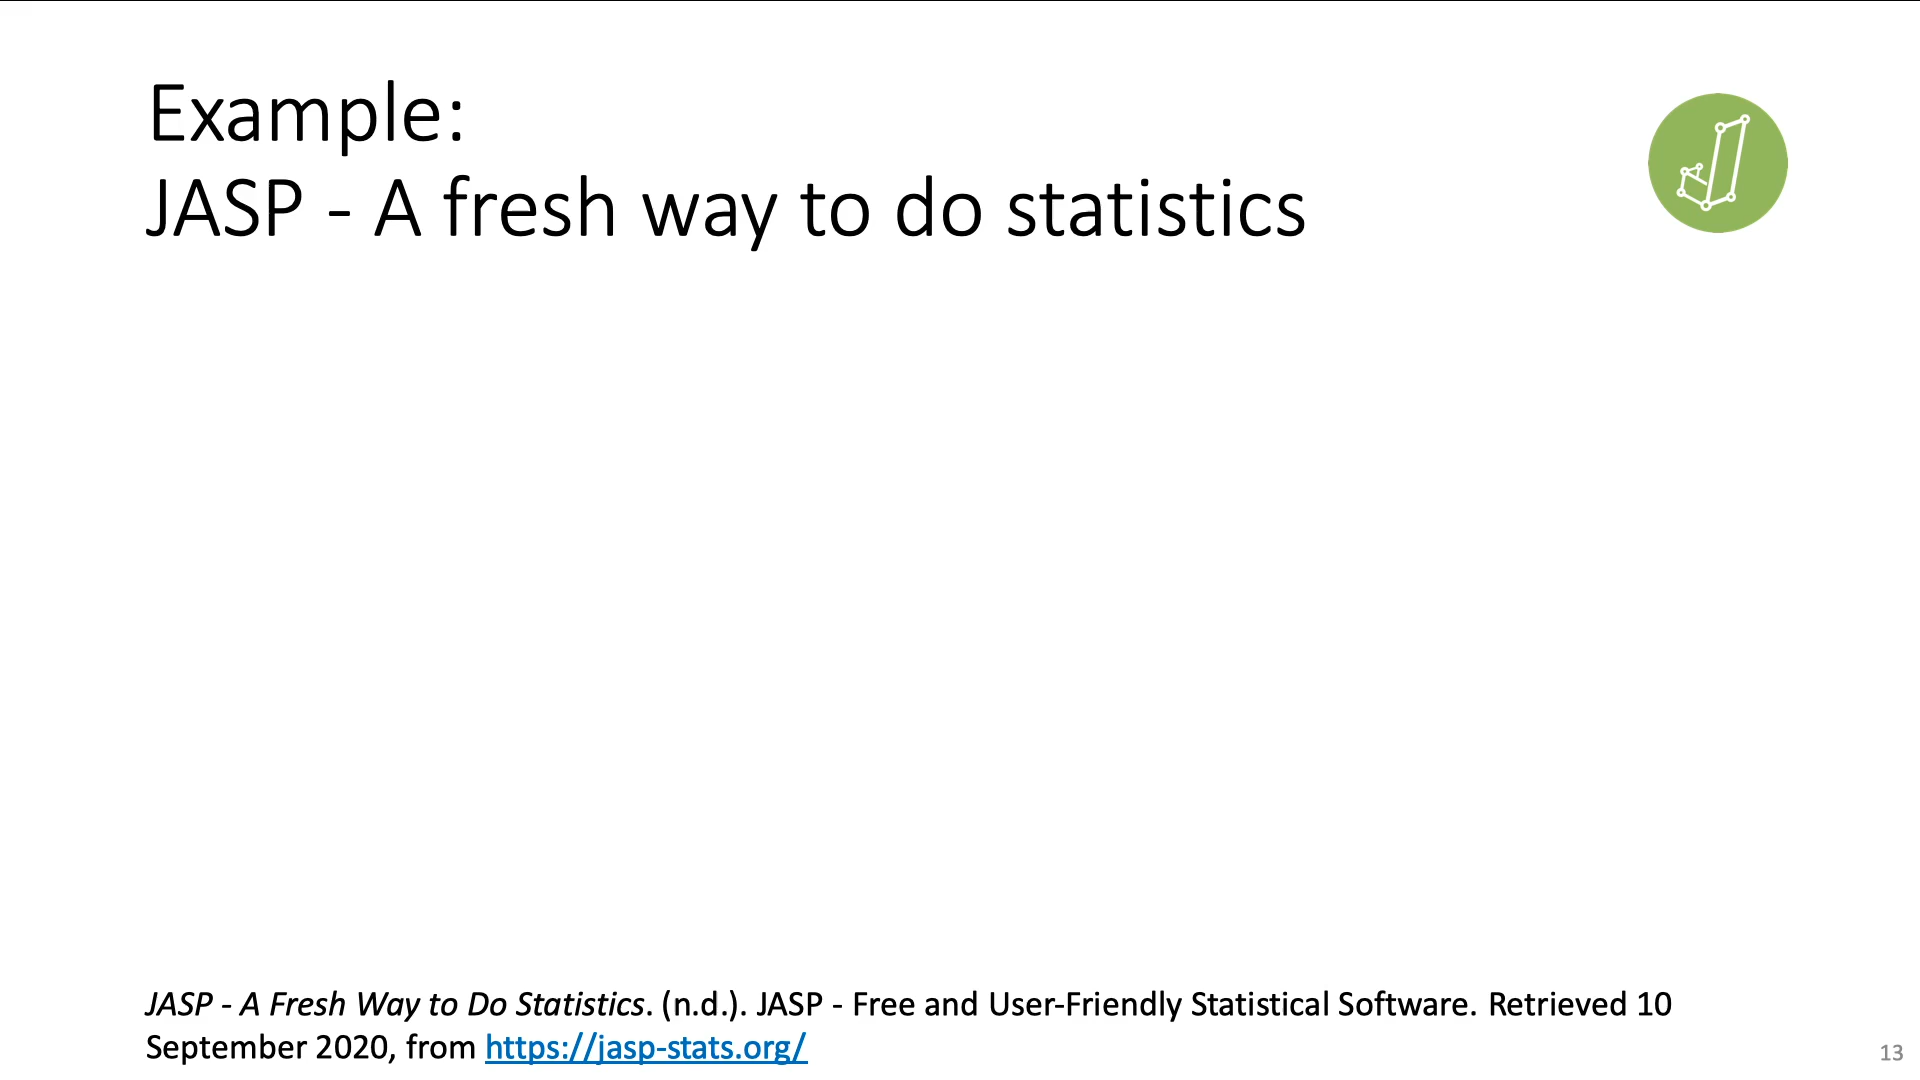 Example:
JASP - A fresh way to do statistics
JASP - A Fresh Way to Do Statistics. (n.d.). JASP - Free and User-Friendly Statistical Software. Retrieved 10
September 2020, from https://jasp-stats.org/
13